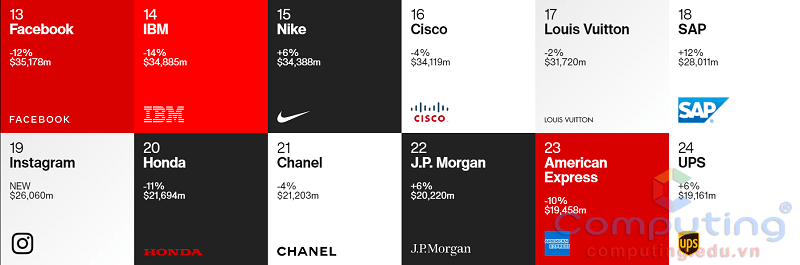 13
Facebook
-12%
$35,178m
FACEBOOK
14
IBM
-14%
$34,885m
IBM
15
Nike
+6%
$34,388m
16
Cisco
-4%
$34,119m
CISCO
17
Louis Vuitton
-2%
$31,720m
LOUIS VUITTON
18
SAP
+12%
$28,011m
SAP
19
Instagram
NEW
$26,060m
20
Honda
-11%
$21,694m
HONDA
21
Chanel
-4%
$21,203m
CHANEL
22
J.P. Morgan
+6%
$20,220m
J.P.Morgan
23
American
Express
-10%
$19,458m
AMERICAN
EXPRESS
24
UPS
+6%
$19,161m
ups
Computing®
computing.edu.vn